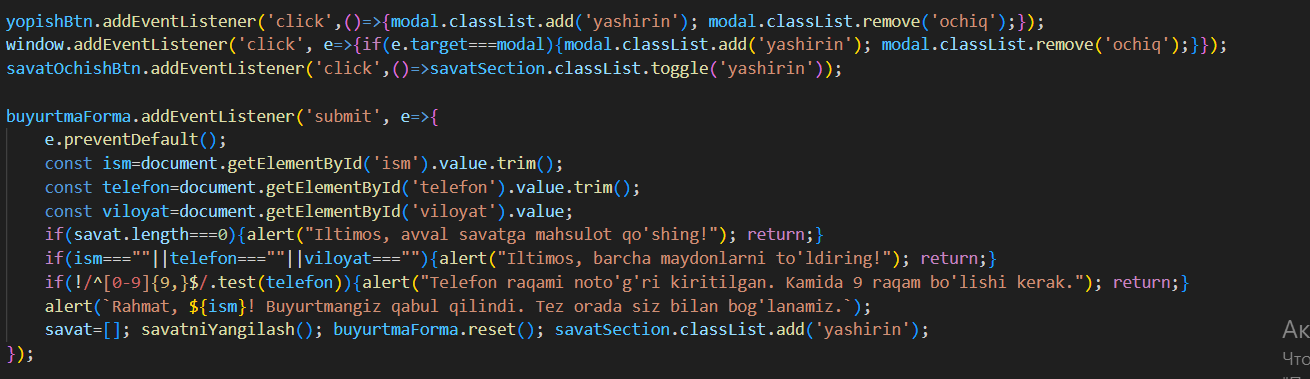 yopishBtn.addEventListener('click',()=>{modal.classList.add('yashirin'); modal.classList.remove('ochiq');});
window.addEventListener('click', e=>{if(e.target===modal){modal.classList.add('yashirin'); modal.classList.remove('ochiq');}});
savatOchishBtn.addEventListener('click',()=>savatSection.classList.toggle('yashirin'));
buyurtmaForma.addEventListener('submit', e=>{
    e.preventDefault();
    const ism=document.getElementById('ism').value.trim();
    const telefon=document.getElementById('telefon').value.trim();
    const viloyat=document.getElementById('viloyat').value;
    if(savat.length===0){alert("Iltimos, avval savatga mahsulot qo'shing!"); return;}
    if(ism===""||telefon===""||viloyat===""){alert("Iltimos, barcha maydonlarni to'ldiring!"); return;}
    if(!/^[0-9]{9,}$/.test(telefon)){alert("Telefon raqami noto'g'ri kiritilgan. Kamida 9 raqam bo'lishi kerak."); return;}
    alert(`Rahmat, ${ism}! Buyurtmangiz qabul qilindi. Tez orada siz bilan bog'lanamiz.`);
    savat=[]; savatniYangilash(); buyurtmaForma.reset(); savatSection.classList.add('yashirin');
});